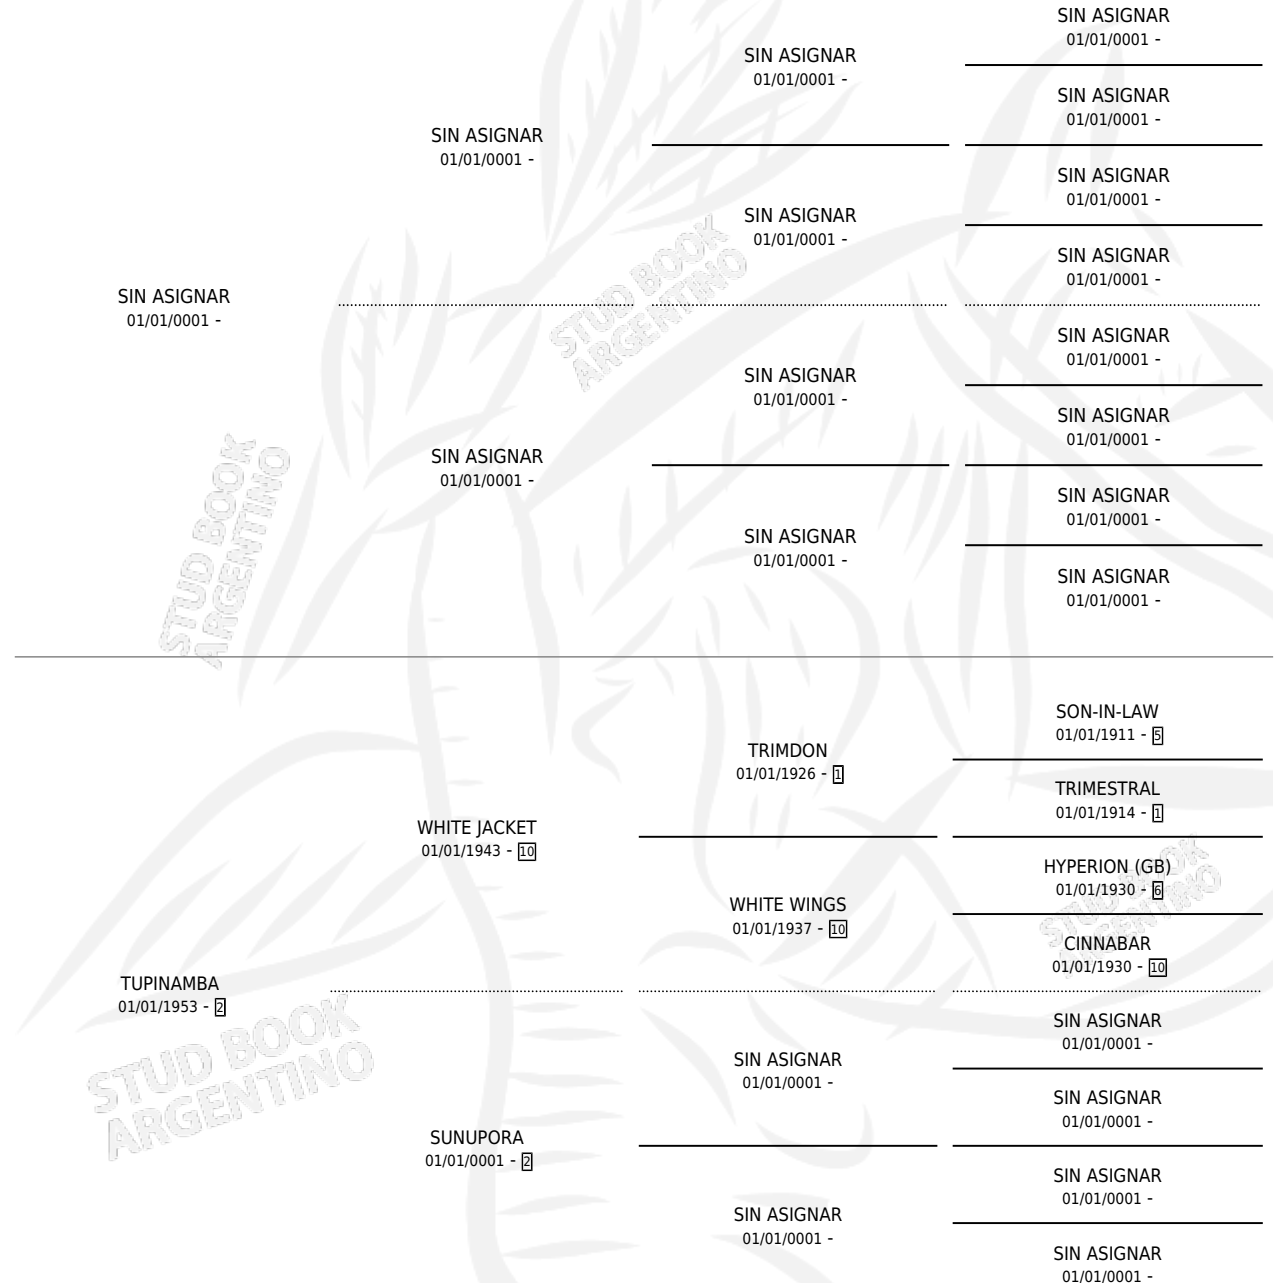 SIN ASIGNAR
01/01/0001 -
SIN ASIGNAR
01/01/0001 -
SIN ASIGNAR
01/01/0001 -
SIN ASIGNAR
01/01/0001 -
SIN ASIGNAR
01/01/0001 -
SIN ASIGNAR
01/01/0001 -
SIN ASIGNAR
01/01/0001 -
SIN ASIGNAR
01/01/0001 -
STUD BOOK
ARGENTINO
SIN ASIGNAR
01/01/0001 -
SIN ASIGNAR
01/01/0001 -
SIN ASIGNAR
01/01/0001 -
SIN ASIGNAR
01/01/0001 -
SIN ASIGNAR
01/01/0001 -
STUD BOOK
ARGENTINO
SIN ASIGNAR
01/01/0001 -
SIN ASIGNAR
01/01/0001 -
SON-IN-LAW
01/01/1911 - 5
TRIMDON
01/01/1926 - 1
TRIMESTRAL
01/01/1914 - 1
WHITE JACKET
01/01/1943 - 10
HYPERION (GB)
01/01/1930 - 6
WHITE WINGS
01/01/1937 - 10
STUD BOOK
ARGENTINO
CINNABAR
01/01/1930 - 10
TUPINAMBA
01/01/1953 - 2
SIN ASIGNAR
01/01/0001 -
STUD BOOK
ARGENTINO
SIN ASIGNAR
01/01/0001 -
SIN ASIGNAR
01/01/0001 -
SUNUPORA
01/01/0001 - 2
SIN ASIGNAR
01/01/0001 -
SIN ASIGNAR
01/01/0001 -
SIN ASIGNAR
01/01/0001 -